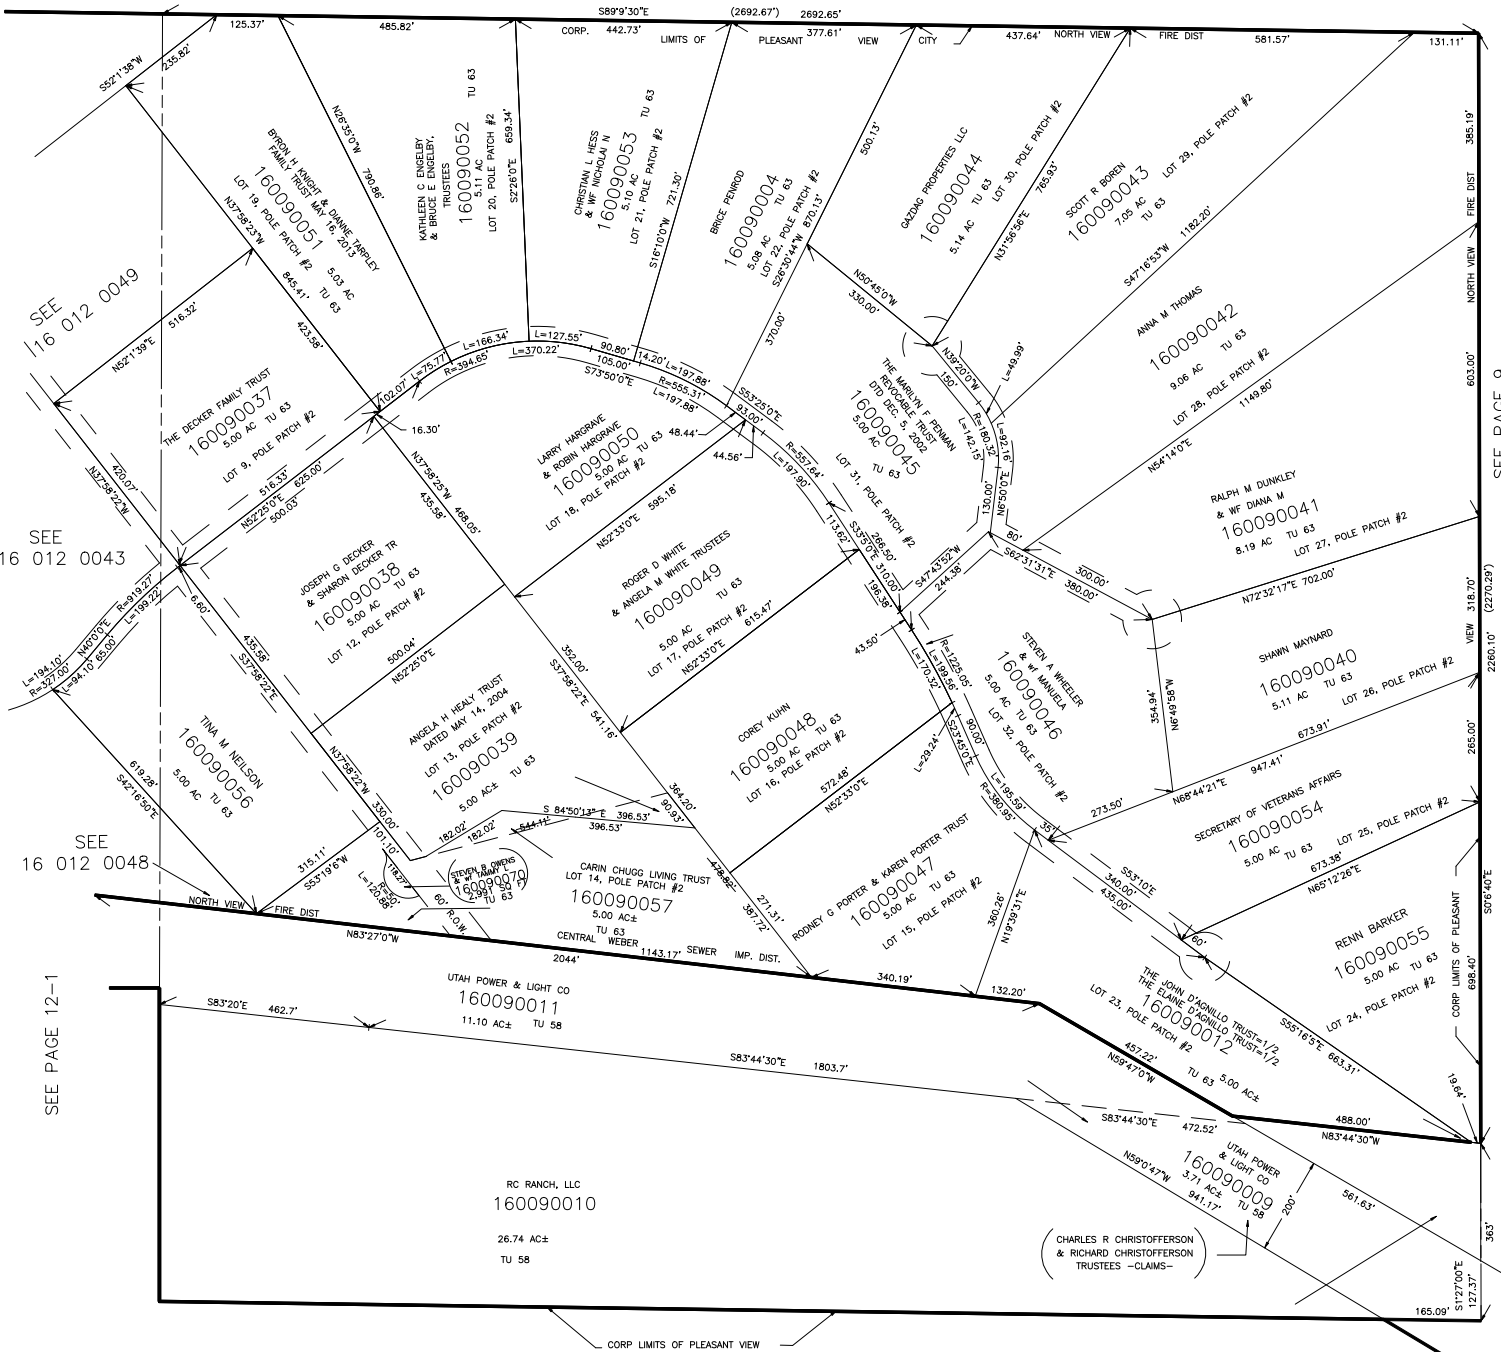 S89°9'30"E (2692.67') 2692.65'
125.37' 485.82' CORP. 442.73' LIMITS OF PLEASANT 377.61' VIEW CITY 437.64' NORTH VIEW FIRE DIST 581.57' 131.11'
S52°1'38"W
235.82'
N26°35'0"W 790.86'
BYRON H KNIGHT & DIANNE TARPLEY
FAMILY TRUST MAY 16, 2013
160090051
LOT 19, POLE PATCH #2
5.03 AC
TU 63
N37°58'23"W 845.41'
423.58'
KATHLEEN C ENGELBY
& BRUCE E ENGELBY,
TRUSTEES
160090052
TU 63
5.11 AC
LOT 20, POLE PATCH #2
S2°26'0"E 659.34'
CHRISTIAN L HESS
& WF NICHOLAI N
160090053
TU 63
5.10 AC
LOT 21, POLE PATCH #2
S16°10'0"W 721.30'
BRICE PENROD
160090004
5.08 AC TU 63
LOT 22, POLE PATCH #2
S26°30'44"W 870.13'
500.13'
370.00'
GAZDAG PROPERTIES LLC
160090044
5.14 AC TU 63
LOT 30, POLE PATCH #2
N31°56'56"E 765.93'
N50°45'0"W
330.00'
SCOTT R BOREN
160090043
7.05 AC
TU 63
LOT 29, POLE PATCH #2
S47°16'53"W 1182.20'
ANNA M THOMAS
160090042
9.06 AC TU 63
LOT 28, POLE PATCH #2
N54°14'0"E 1149.80'
385.19'
NORTH VIEW FIRE DIST
603.00'
SEE PAGE 9
SEE
16 012 0049
516.32'
N52°1'39"E
THE DECKER FAMILY TRUST
160090037
5.00 AC TU 63
LOT 9, POLE PATCH #2
420.07'
N37°58'22"W
516.33'
N52°25'0"E 625.00'
500.03'
102.07'
L=75.77'
L=166.34'
R=394.65'
L=370.22'
L=127.55'
90.80'
105.00'
14.20'
S73°50'0"E
L=197.88'
R=555.31'
L=197.88'
S53°25'0"E
93.00'
48.44'
44.56'
16.30'
N37°58'25"W 468.05'
435.58'
LARRY HARGRAVE
& ROBIN HARGRAVE
160090050
5.00 AC TU 63
LOT 18, POLE PATCH #2
N52°33'0"E 595.18'
R=557.64'
L=197.90'
THE MARILYN F PENMAN
REVOCABLE TRUST
DTD DEC. 5, 2002
160090045
5.00 AC
TU 63
LOT 31, POLE PATCH #2
N39°20'0"W
150'
L=49.99'
R=180.32'
L=142.15'
L=92.16'
130.00'
N6°50'0"E
80'
S62°31'31"E
300.00'
380.00'
RALPH M DUNKLEY
& WF DIANA M
160090041
8.19 AC TU 63
LOT 27, POLE PATCH #2
N72°32'17"E 702.00'
SEE
16 012 0043
R=919.27'
L=199.22'
N40°0'0"E
65.00'
L=194.10'
R=327.00'
L=94.10'
6.60'
JOSEPH G DECKER
& SHARON DECKER TR
160090038
5.00 AC TU 63
LOT 12, POLE PATCH #2
435.58'
S37°58'22"E
500.04'
N52°25'0"E
ROGER D WHITE
& ANGELA M WHITE TRUSTEES
160090049
5.00 AC TU 63
LOT 17, POLE PATCH #2
N52°33'0"E 615.47'
352.00'
S37°58'22"E 541.16'
113.62'
S33°5'0"E
266.50'
310.00'
196.38'
S47°43'52"W
244.38'
43.50'
R=1225.05'
L=199.56'
L=170.32'
STEVEN A WHEELER
& wf MANUELA
160090046
5.00 AC TU 63
LOT 32, POLE PATCH #2
SHAWN MAYNARD
160090040
5.11 AC TU 63
LOT 26, POLE PATCH #2
354.94'
N6°49'58"W
VIEW 318.70'
(2270.29')
2260.10'
673.91'
N68°44'21"E 947.41'
273.50'
265.00'
TINA M NEILSON
160090056
5.00 AC TU 63
619.28'
S42°16'50"E
ANGELA H HEALY TRUST
DATED MAY 14, 2004
LOT 13, POLE PATCH #2
160090039
5.00 AC± TU 63
N37°58'22"W
330.00'
101.10'
COREY KUHN
160090048
5.00 AC TU 63
LOT 16, POLE PATCH #2
572.48'
N52°33'0"E
L=29.24'
S23°45'0"E
90.00'
L=195.59'
R=380.95'
35'
364.20'
90.93'
S 84°50'13"E 396.53'
396.53'
544.11'
182.02'
182.02'
SEE
16 012 0048
315.11'
S53°19'6"W
118.27'
R=50'
L=120.88'
60' R.O.W.
STEVEN B OWENS
& wf TAMMY L
160090070
2,991 SQ FT
TU 63
CARIN CHUGG LIVING TRUST
LOT 14, POLE PATCH #2
160090057
5.00 AC±
TU 63
478.82'
271.31'
387.72'
RODNEY G PORTER & KAREN PORTER TRUST
160090047
5.00 AC TU 63
LOT 15, POLE PATCH #2
360.26'
N19°39'31"E
SECRETARY OF VETERANS AFFAIRS
160090054
5.00 AC TU 63
LOT 25, POLE PATCH #2
673.38'
N65°12'26"E
S53°10'E
340.00'
435.00'
60'
RENN BARKER
160090055
5.00 AC TU 63
LOT 24, POLE PATCH #2
S55°16'5"E 663.31'
CORP LIMITS OF PLEASANT
698.40'
S0°6'40"E
19.64'
NORTH VIEW FIRE DIST
N83°27'0"W
CENTRAL WEBER 1143.17' SEWER IMP. DIST.
2044'
340.19'
132.20'
THE JOHN D'AGNILLO TRUST=1/2
THE ELAINE D'AGNILLO TRUST=1/2
160090012
LOT 23, POLE PATCH #2
TU 63 5.00 AC±
457.22'
N59°47'0"W
488.00'
N83°44'30"W
UTAH POWER & LIGHT CO
160090011
11.10 AC± TU 58
SEE PAGE 12-1
S83°20'E 462.7'
S83°44'30"E 1803.7'
S83°44'30"E 472.52'
N59°0'47"W
941.17'
UTAH POWER
& LIGHT CO
160090009
3.71 AC±
TU 58
200'
561.63'
363'
RC RANCH, LLC
160090010
26.74 AC±
TU 58
CHARLES R CHRISTOFFERSON
& RICHARD CHRISTOFFERSON
TRUSTEES -CLAIMS-
S1°27'00"E
127.37'
165.09'
CORP LIMITS OF PLEASANT VIEW